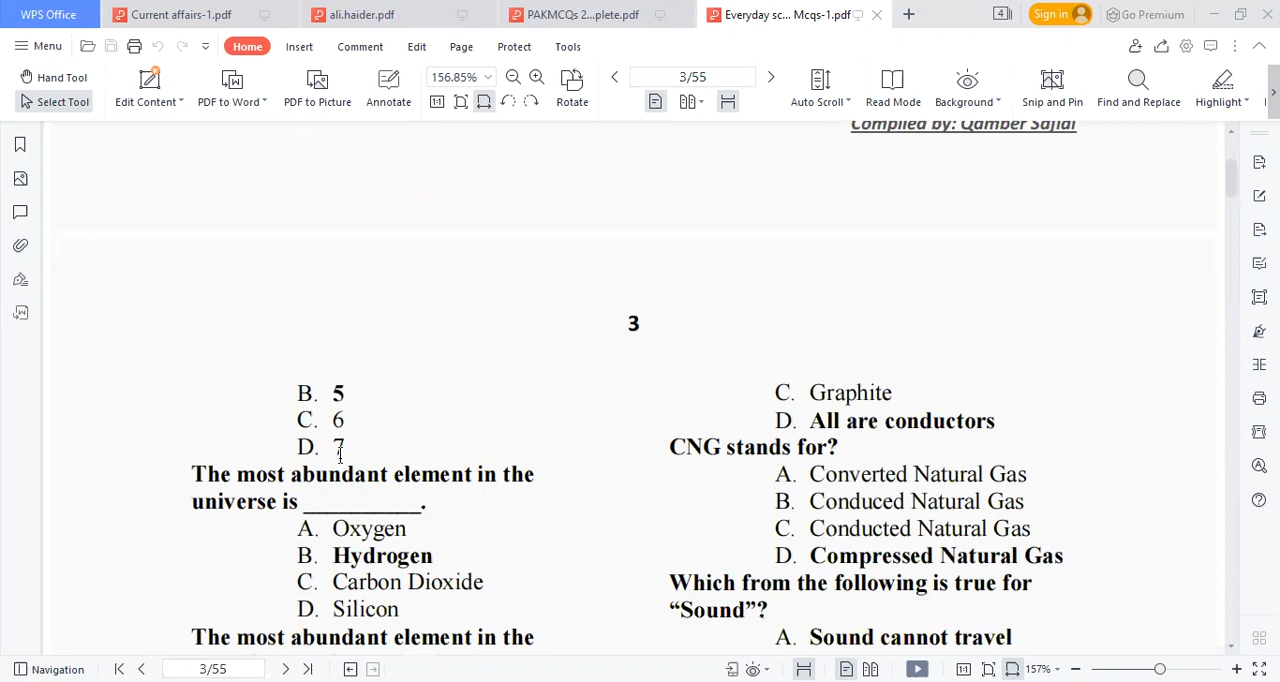 WPS Office
Current affairs-1.pdf
ali.haider.pdf
PAKMCQs 2...plete.pdf
Everyday sc... Mcqs-1.pdf
4
Sign in
Go Premium
Menu
Home
Insert
Comment
Edit
Page
Protect
Tools
Hand Tool
Select Tool
Edit Content
PDF to Word
PDF to Picture
Annotate
156.85%
Rotate
3/55
Auto Scroll
Read Mode
Background
Snip and Pin
Find and Replace
Highlight
Compiled by: Qamber Sajidi
3
B. 5
C. 6
D. 7
The most abundant element in the
universe is __________.
A. Oxygen
B. Hydrogen
C. Carbon Dioxide
D. Silicon
The most abundant element in the
C. Graphite
D. All are conductors
CNG stands for?
A. Converted Natural Gas
B. Conduced Natural Gas
C. Conducted Natural Gas
D. Compressed Natural Gas
Which from the following is true for
“Sound”?
A. Sound cannot travel
Navigation
3/55
157%